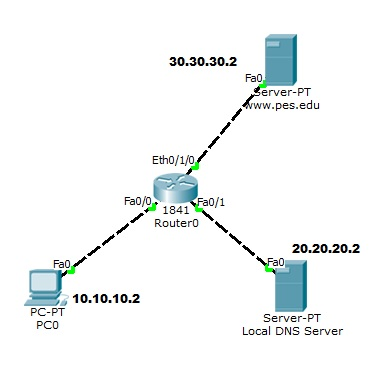 30.30.30.2
Fa0
Server-PT
www.pes.edu
Eth0/1/0
Fa0/0
Fa0/1
1841
Router0
20.20.20.2
Fa0
Fa0
10.10.10.2
PC-PT
PC0
Server-PT
Local DNS Server